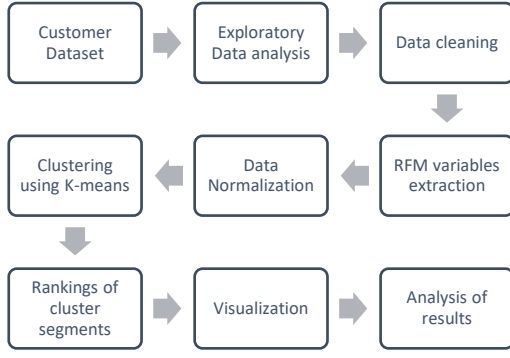 Customer
Dataset
Exploratory
Data analysis
Data cleaning
RFM variables
extraction
Data
Normalization
Clustering
using K-means
Rankings of
cluster
segments
Visualization
Analysis of
results